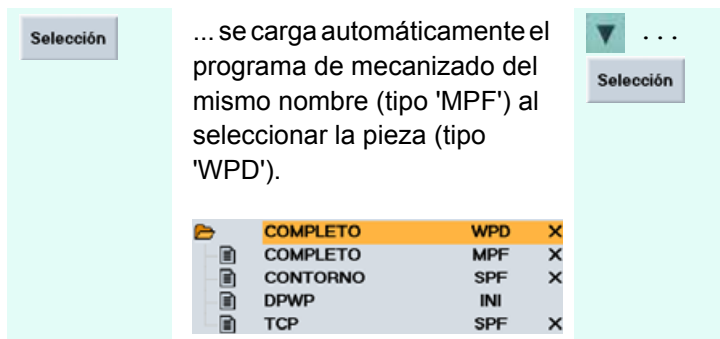 Selección
... se carga automáticamente el
programa de mecanizado del
mismo nombre (tipo 'MPF') al
seleccionar la pieza (tipo
'WPD').
COMPLETO WPD X
COMPLETO MPF X
CONTORNO SPF X
DPWP INI
TCP SPF X
...
Selección